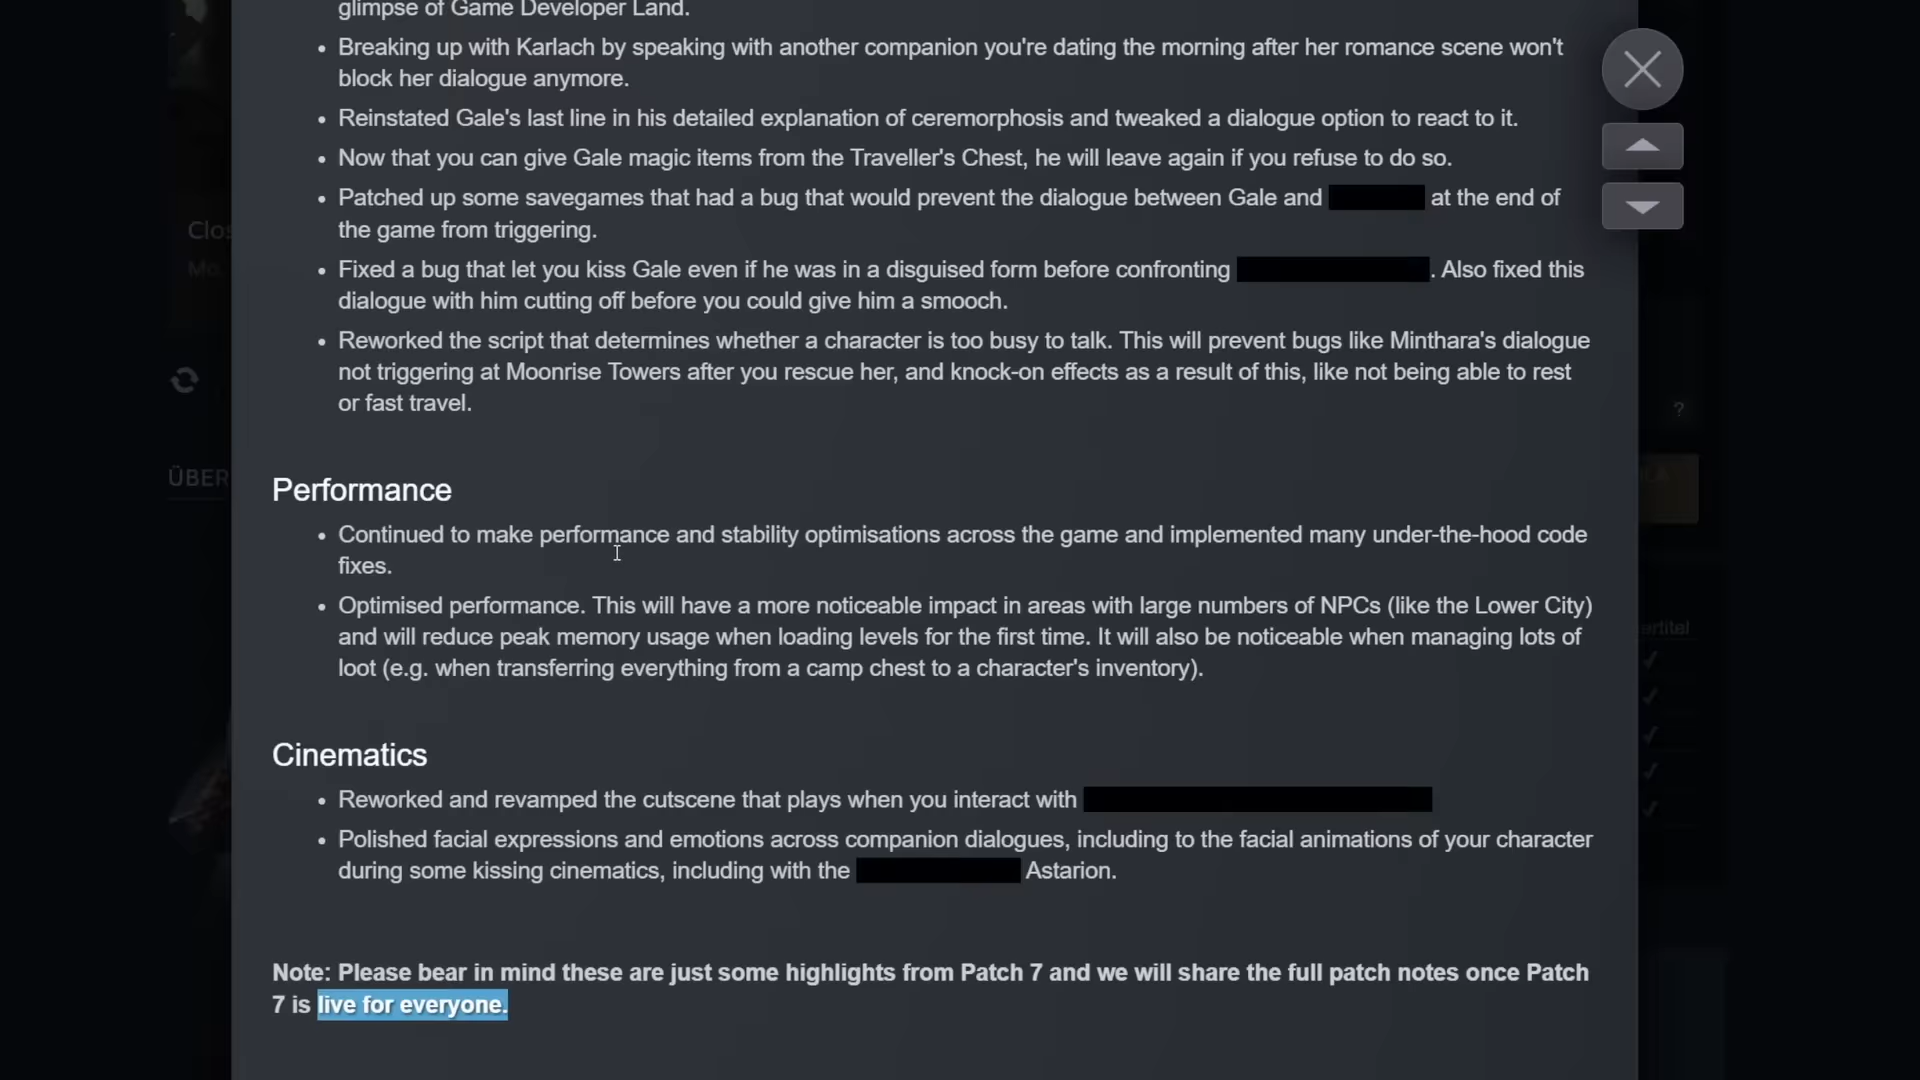 glimpse of Game Developer Land.
• Breaking up with Karlach by speaking with another companion you're dating the morning after her romance scene won't
block her dialogue anymore.
• Reinstated Gale's last line in his detailed explanation of ceremorphosis and tweaked a dialogue option to react to it.
• Now that you can give Gale magic items from the Traveller's Chest, he will leave again if you refuse to do so.
• Patched up some savegames that had a bug that would prevent the dialogue between Gale and at the end of
the game from triggering.
Clos
• Fixed a bug that let you kiss Gale even if he was in a disguised form before confronting . Also fixed this
dialogue with him cutting off before you could give him a smooch.
• Reworked the script that determines whether a character is too busy to talk. This will prevent bugs like Minthara's dialogue
not triggering at Moonrise Towers after you rescue her, and knock-on effects as a result of this, like not being able to rest
or fast travel.
?
ÜBER
Performance
• Continued to make performance and stability optimisations across the game and implemented many under-the-hood code
fixes.
• Optimised performance. This will have a more noticeable impact in areas with large numbers of NPCs (like the Lower City)
and will reduce peak memory usage when loading levels for the first time. It will also be noticeable when managing lots of
loot (e.g. when transferring everything from a camp chest to a character's inventory).
ertitel
Cinematics
• Reworked and revamped the cutscene that plays when you interact with
• Polished facial expressions and emotions across companion dialogues, including to the facial animations of your character
during some kissing cinematics, including with the Astarion.
Note: Please bear in mind these are just some highlights from Patch 7 and we will share the full patch notes once Patch
7 is live for everyone.